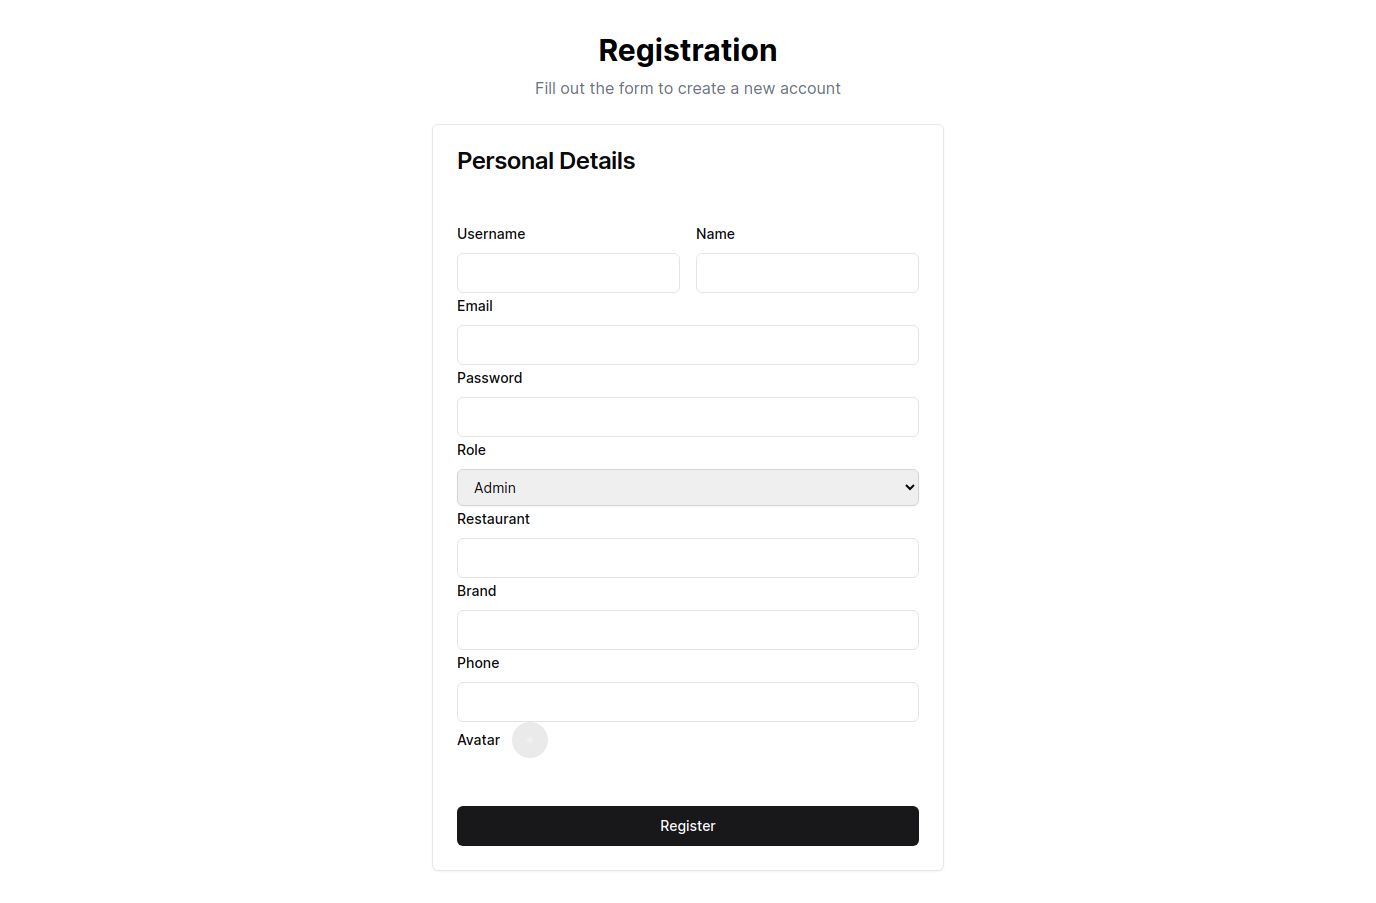 Registration
Fill out the form to create a new account
Personal Details
Username Name
Email
Password
Role
Admin
Restaurant
Brand
Phone
Avatar
Register